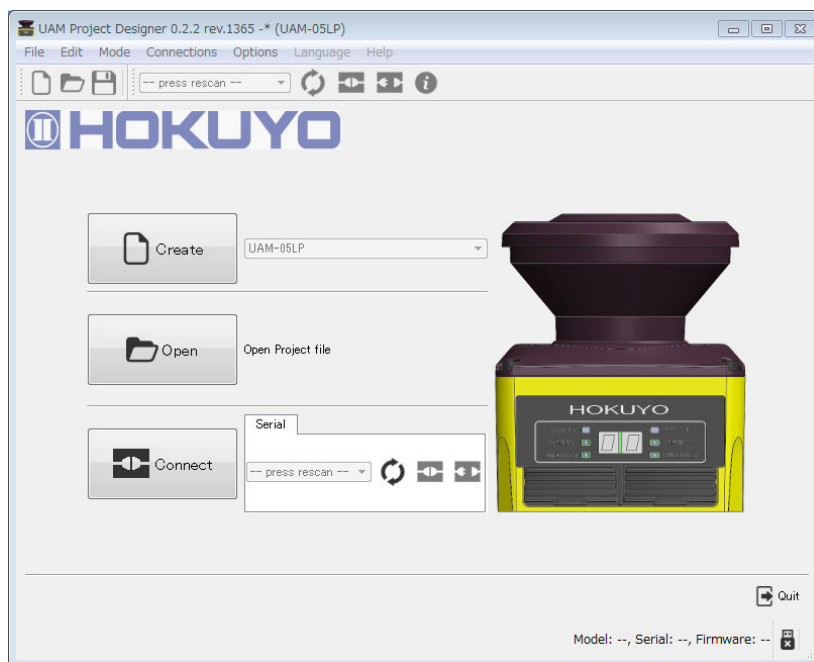 UAM Project Designer 0.2.2 rev.1365 -* (UAM-05LP)
File Edit Mode Connections Options Language Help
-- press rescan --
HOKUYO
Create UAM-05LP
Open Open Project file
HOKUYO
Serial
Connect -- press rescan --
Quit
Model: --, Serial: --, Firmware: --